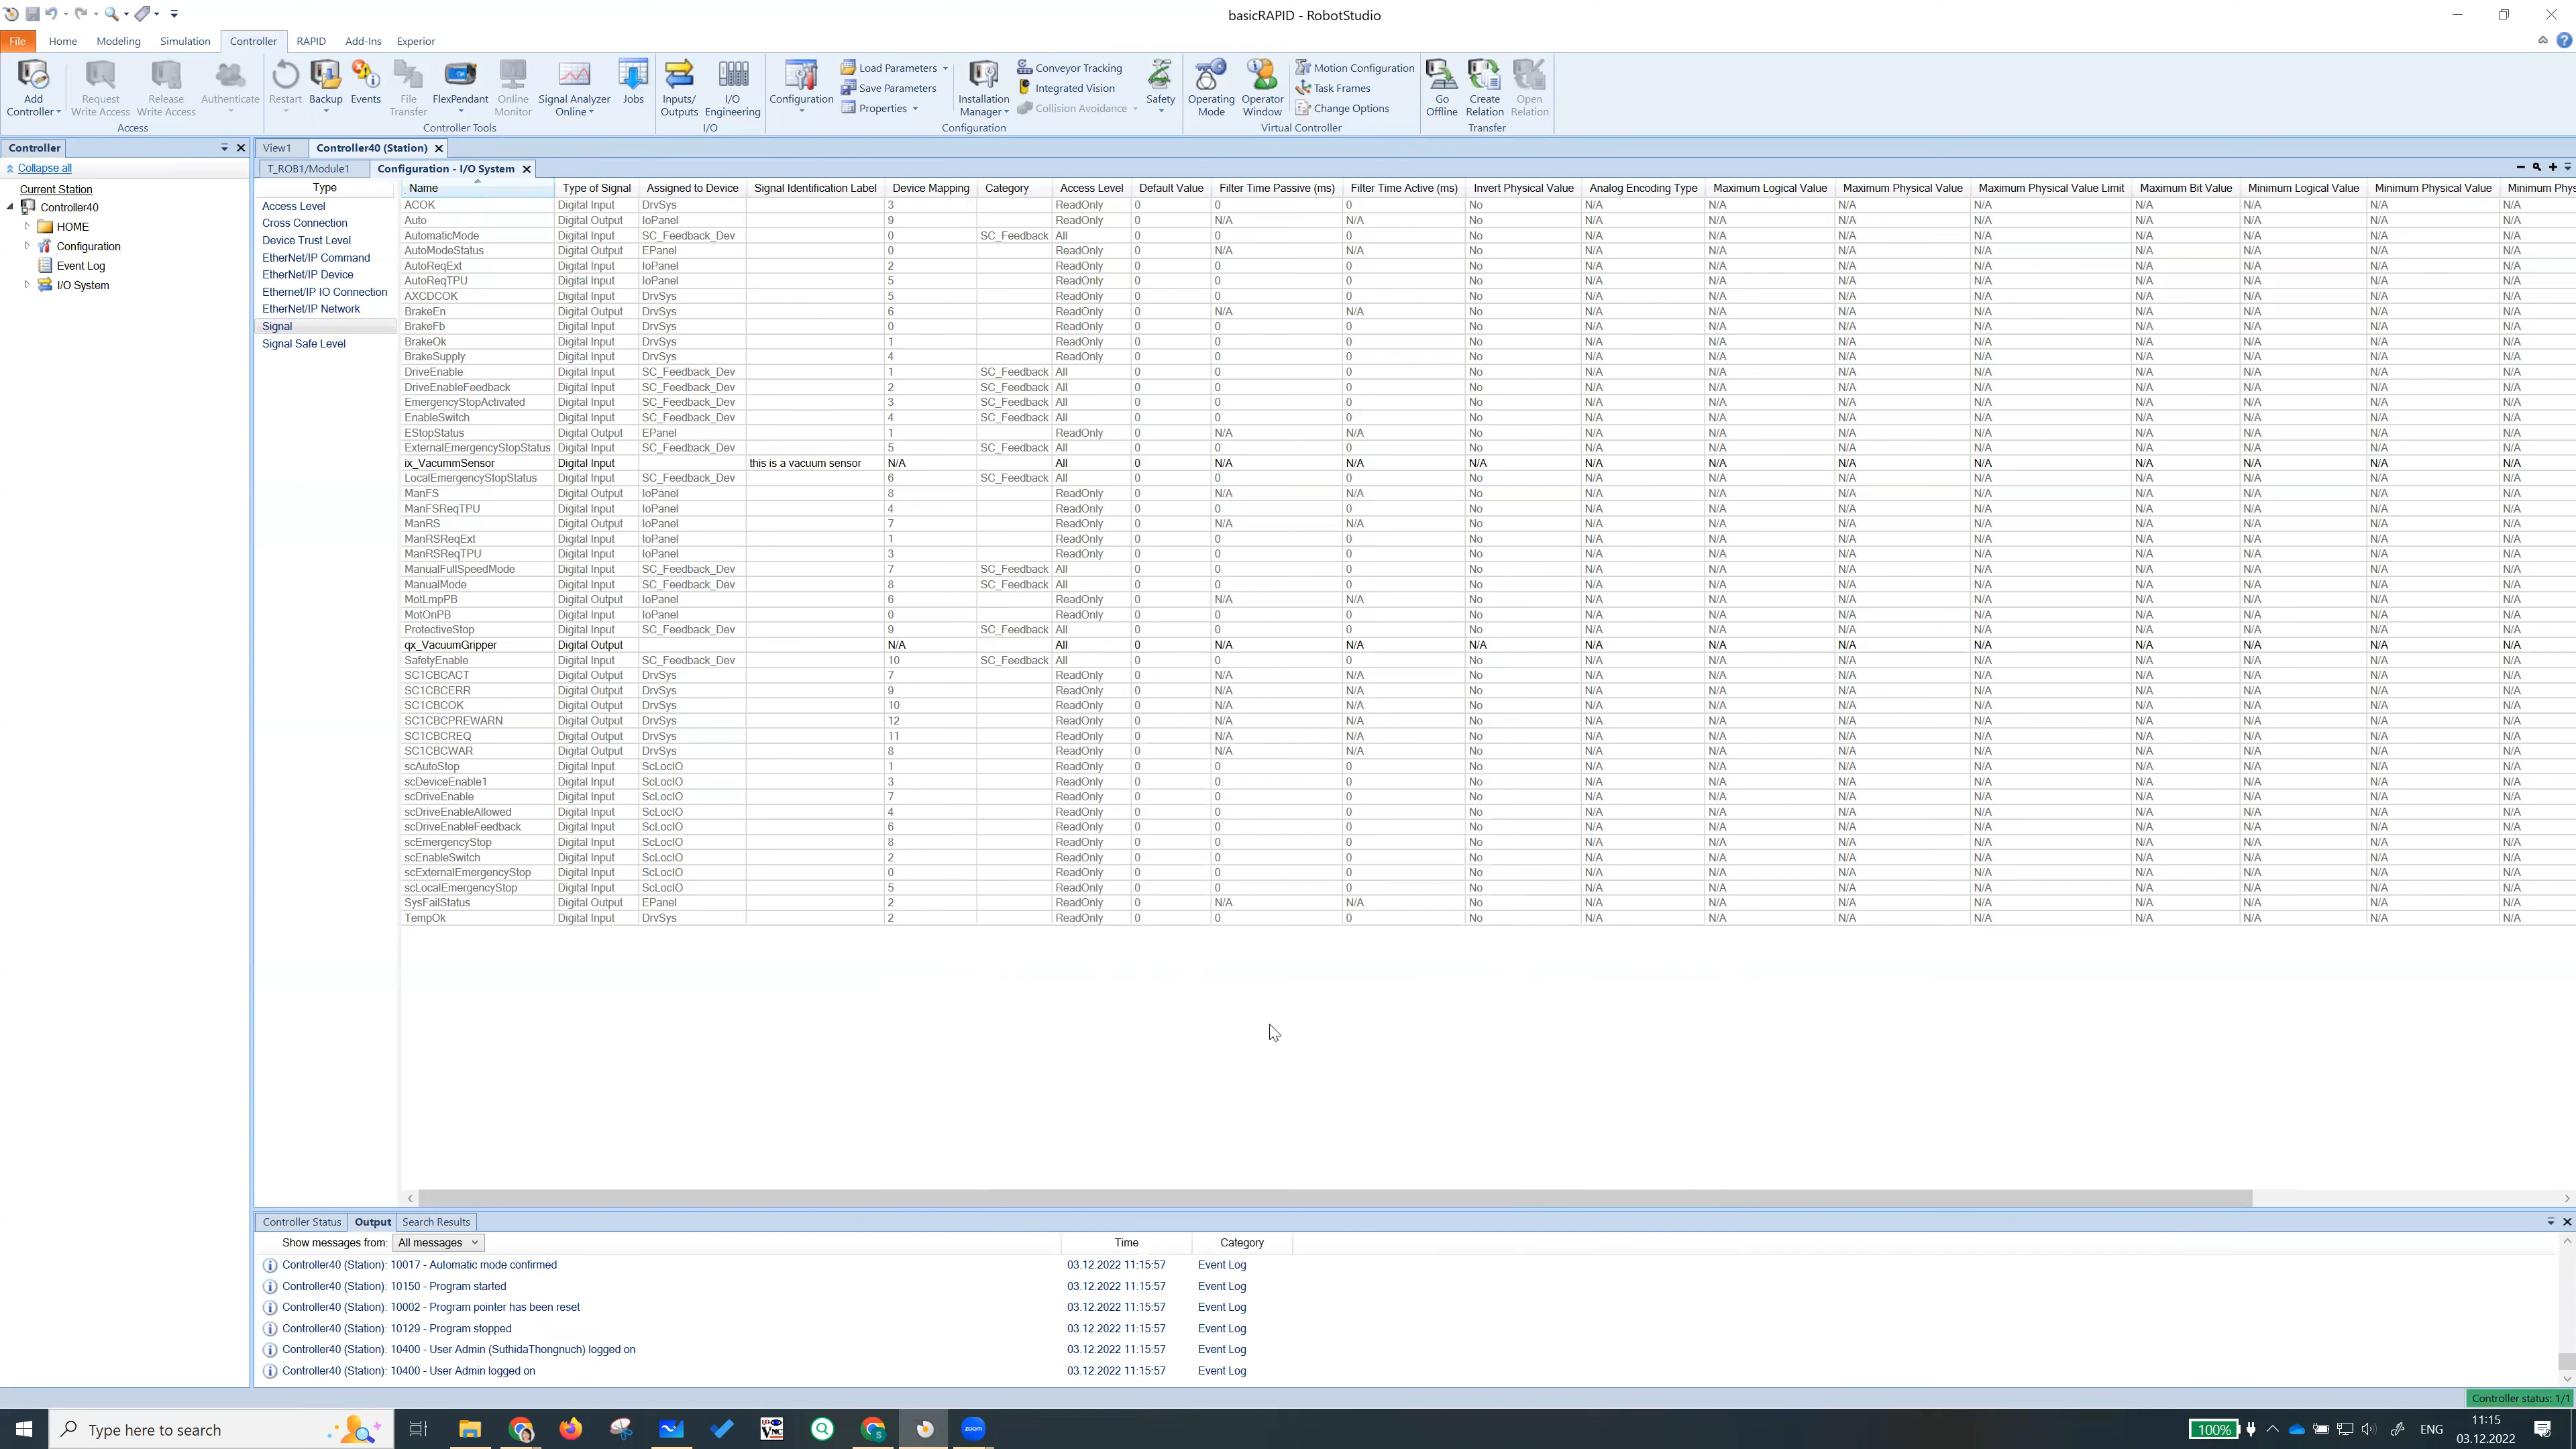 basicRAPID - RobotStudio
File Home Modeling Simulation Controller RAPID Add-Ins Experior
Add Controller Request Write Access Release Write Access Authenticate Restart Backup Events File Transfer FlexPendant Online Monitor Signal Analyzer Online Jobs Inputs/ Outputs I/O Engineering Configuration Load Parameters Save Parameters Properties Installation Manager Conveyor Tracking Integrated Vision Collision Avoidance Safety Operating Mode Operator Window Motion Configuration Task Frames Change Options Go Offline Create Relation Open Relation
Access Controller Tools I/O Configuration Virtual Controller Transfer
Controller
Collapse all
Current Station
Controller40
HOME
Configuration
Event Log
I/O System
View1 Controller40 (Station)
T_ROB1/Module1 Configuration - I/O System
Type
Access Level
Cross Connection
Device Trust Level
EtherNet/IP Command
EtherNet/IP Device
Ethernet/IP IO Connection
EtherNet/IP Network
Signal
Signal Safe Level
Name Type of Signal Assigned to Device Signal Identification Label Device Mapping Category Access Level Default Value Filter Time Passive (ms) Filter Time Active (ms) Invert Physical Value Analog Encoding Type Maximum Logical Value Maximum Physical Value Maximum Physical Value Limit Maximum Bit Value Minimum Logical Value Minimum Physical Value Minimum Phys
ACOK Digital Input DrvSys 3 ReadOnly 0 0 0 No N/A N/A N/A N/A N/A N/A N/A N/A
Auto Digital Output IoPanel 9 ReadOnly 0 N/A N/A No N/A N/A N/A N/A N/A N/A N/A N/A
AutomaticMode Digital Input SC_Feedback_Dev 0 SC_Feedback All 0 0 0 No N/A N/A N/A N/A N/A N/A N/A N/A
AutoModeStatus Digital Output EPanel 0 ReadOnly 0 N/A N/A No N/A N/A N/A N/A N/A N/A N/A N/A
AutoReqExt Digital Input IoPanel 2 ReadOnly 0 0 0 No N/A N/A N/A N/A N/A N/A N/A N/A
AutoReqTPU Digital Input IoPanel 5 ReadOnly 0 0 0 No N/A N/A N/A N/A N/A N/A N/A N/A
AXCDCOK Digital Input DrvSys 5 ReadOnly 0 0 0 No N/A N/A N/A N/A N/A N/A N/A N/A
BrakeEn Digital Output DrvSys 6 ReadOnly 0 N/A N/A No N/A N/A N/A N/A N/A N/A N/A N/A
BrakeFb Digital Input DrvSys 0 ReadOnly 0 0 0 No N/A N/A N/A N/A N/A N/A N/A N/A
BrakeOk Digital Input DrvSys 1 ReadOnly 0 0 0 No N/A N/A N/A N/A N/A N/A N/A N/A
BrakeSupply Digital Input DrvSys 4 ReadOnly 0 0 0 No N/A N/A N/A N/A N/A N/A N/A N/A
DriveEnable Digital Input SC_Feedback_Dev 1 SC_Feedback All 0 0 0 No N/A N/A N/A N/A N/A N/A N/A N/A
DriveEnableFeedback Digital Input SC_Feedback_Dev 2 SC_Feedback All 0 0 0 No N/A N/A N/A N/A N/A N/A N/A N/A
EmergencyStopActivated Digital Input SC_Feedback_Dev 3 SC_Feedback All 0 0 0 No N/A N/A N/A N/A N/A N/A N/A N/A
EnableSwitch Digital Input SC_Feedback_Dev 4 SC_Feedback All 0 0 0 No N/A N/A N/A N/A N/A N/A N/A N/A
EStopStatus Digital Output EPanel 1 ReadOnly 0 N/A N/A No N/A N/A N/A N/A N/A N/A N/A N/A
ExternalEmergencyStopStatus Digital Input SC_Feedback_Dev 5 SC_Feedback All 0 0 0 No N/A N/A N/A N/A N/A N/A N/A N/A
ix_VacummSensor Digital Input this is a vacuum sensor N/A All 0 N/A N/A N/A N/A N/A N/A N/A N/A N/A N/A N/A
LocalEmergencyStopStatus Digital Input SC_Feedback_Dev 6 SC_Feedback All 0 0 0 No N/A N/A N/A N/A N/A N/A N/A N/A
ManFS Digital Output IoPanel 8 ReadOnly 0 N/A N/A No N/A N/A N/A N/A N/A N/A N/A N/A
ManFSReqTPU Digital Input IoPanel 4 ReadOnly 0 0 0 No N/A N/A N/A N/A N/A N/A N/A N/A
ManRS Digital Output IoPanel 7 ReadOnly 0 N/A N/A No N/A N/A N/A N/A N/A N/A N/A N/A
ManRSReqExt Digital Input IoPanel 1 ReadOnly 0 0 0 No N/A N/A N/A N/A N/A N/A N/A N/A
ManRSReqTPU Digital Input IoPanel 3 ReadOnly 0 0 0 No N/A N/A N/A N/A N/A N/A N/A N/A
ManualFullSpeedMode Digital Input SC_Feedback_Dev 7 SC_Feedback All 0 0 0 No N/A N/A N/A N/A N/A N/A N/A N/A
ManualMode Digital Input SC_Feedback_Dev 8 SC_Feedback All 0 0 0 No N/A N/A N/A N/A N/A N/A N/A N/A
MotLmpPB Digital Output IoPanel 6 ReadOnly 0 N/A N/A No N/A N/A N/A N/A N/A N/A N/A N/A
MotOnPB Digital Input IoPanel 0 ReadOnly 0 0 0 No N/A N/A N/A N/A N/A N/A N/A N/A
ProtectiveStop Digital Input SC_Feedback_Dev 9 SC_Feedback All 0 0 0 No N/A N/A N/A N/A N/A N/A N/A N/A
qx_VacuumGripper Digital Output N/A All 0 N/A N/A N/A N/A N/A N/A N/A N/A N/A N/A N/A
SafetyEnable Digital Input SC_Feedback_Dev 10 SC_Feedback All 0 0 0 No N/A N/A N/A N/A N/A N/A N/A N/A
SC1CBCACT Digital Output DrvSys 7 ReadOnly 0 N/A N/A No N/A N/A N/A N/A N/A N/A N/A N/A
SC1CBCERR Digital Output DrvSys 9 ReadOnly 0 N/A N/A No N/A N/A N/A N/A N/A N/A N/A N/A
SC1CBCOK Digital Output DrvSys 10 ReadOnly 0 N/A N/A No N/A N/A N/A N/A N/A N/A N/A N/A
SC1CBCPREWARN Digital Output DrvSys 12 ReadOnly 0 N/A N/A No N/A N/A N/A N/A N/A N/A N/A N/A
SC1CBCREQ Digital Output DrvSys 11 ReadOnly 0 N/A N/A No N/A N/A N/A N/A N/A N/A N/A N/A
SC1CBCWAR Digital Output DrvSys 8 ReadOnly 0 N/A N/A No N/A N/A N/A N/A N/A N/A N/A N/A
scAutoStop Digital Input ScLocIO 1 ReadOnly 0 0 0 No N/A N/A N/A N/A N/A N/A N/A N/A
scDeviceEnable1 Digital Input ScLocIO 3 ReadOnly 0 0 0 No N/A N/A N/A N/A N/A N/A N/A N/A
scDriveEnable Digital Input ScLocIO 7 ReadOnly 0 0 0 No N/A N/A N/A N/A N/A N/A N/A N/A
scDriveEnableAllowed Digital Input ScLocIO 4 ReadOnly 0 0 0 No N/A N/A N/A N/A N/A N/A N/A N/A
scDriveEnableFeedback Digital Input ScLocIO 6 ReadOnly 0 0 0 No N/A N/A N/A N/A N/A N/A N/A N/A
scEmergencyStop Digital Input ScLocIO 8 ReadOnly 0 0 0 No N/A N/A N/A N/A N/A N/A N/A N/A
scEnableSwitch Digital Input ScLocIO 2 ReadOnly 0 0 0 No N/A N/A N/A N/A N/A N/A N/A N/A
scExternalEmergencyStop Digital Input ScLocIO 0 ReadOnly 0 0 0 No N/A N/A N/A N/A N/A N/A N/A N/A
scLocalEmergencyStop Digital Input ScLocIO 5 ReadOnly 0 0 0 No N/A N/A N/A N/A N/A N/A N/A N/A
SysFailStatus Digital Output EPanel 2 ReadOnly 0 N/A N/A No N/A N/A N/A N/A N/A N/A N/A N/A
TempOk Digital Input DrvSys 2 ReadOnly 0 0 0 No N/A N/A N/A N/A N/A N/A N/A N/A
Controller Status Output Search Results
Show messages from: All messages Time Category
Controller40 (Station): 10017 - Automatic mode confirmed 03.12.2022 11:15:57 Event Log
Controller40 (Station): 10150 - Program started 03.12.2022 11:15:57 Event Log
Controller40 (Station): 10002 - Program pointer has been reset 03.12.2022 11:15:57 Event Log
Controller40 (Station): 10129 - Program stopped 03.12.2022 11:15:57 Event Log
Controller40 (Station): 10400 - User Admin (SuthidaThongnuch) logged on 03.12.2022 11:15:57 Event Log
Controller40 (Station): 10400 - User Admin logged on 03.12.2022 11:15:57 Event Log
Controller status: 1/1
Type here to search
zoom
100%
ENG
11:15
03.12.2022